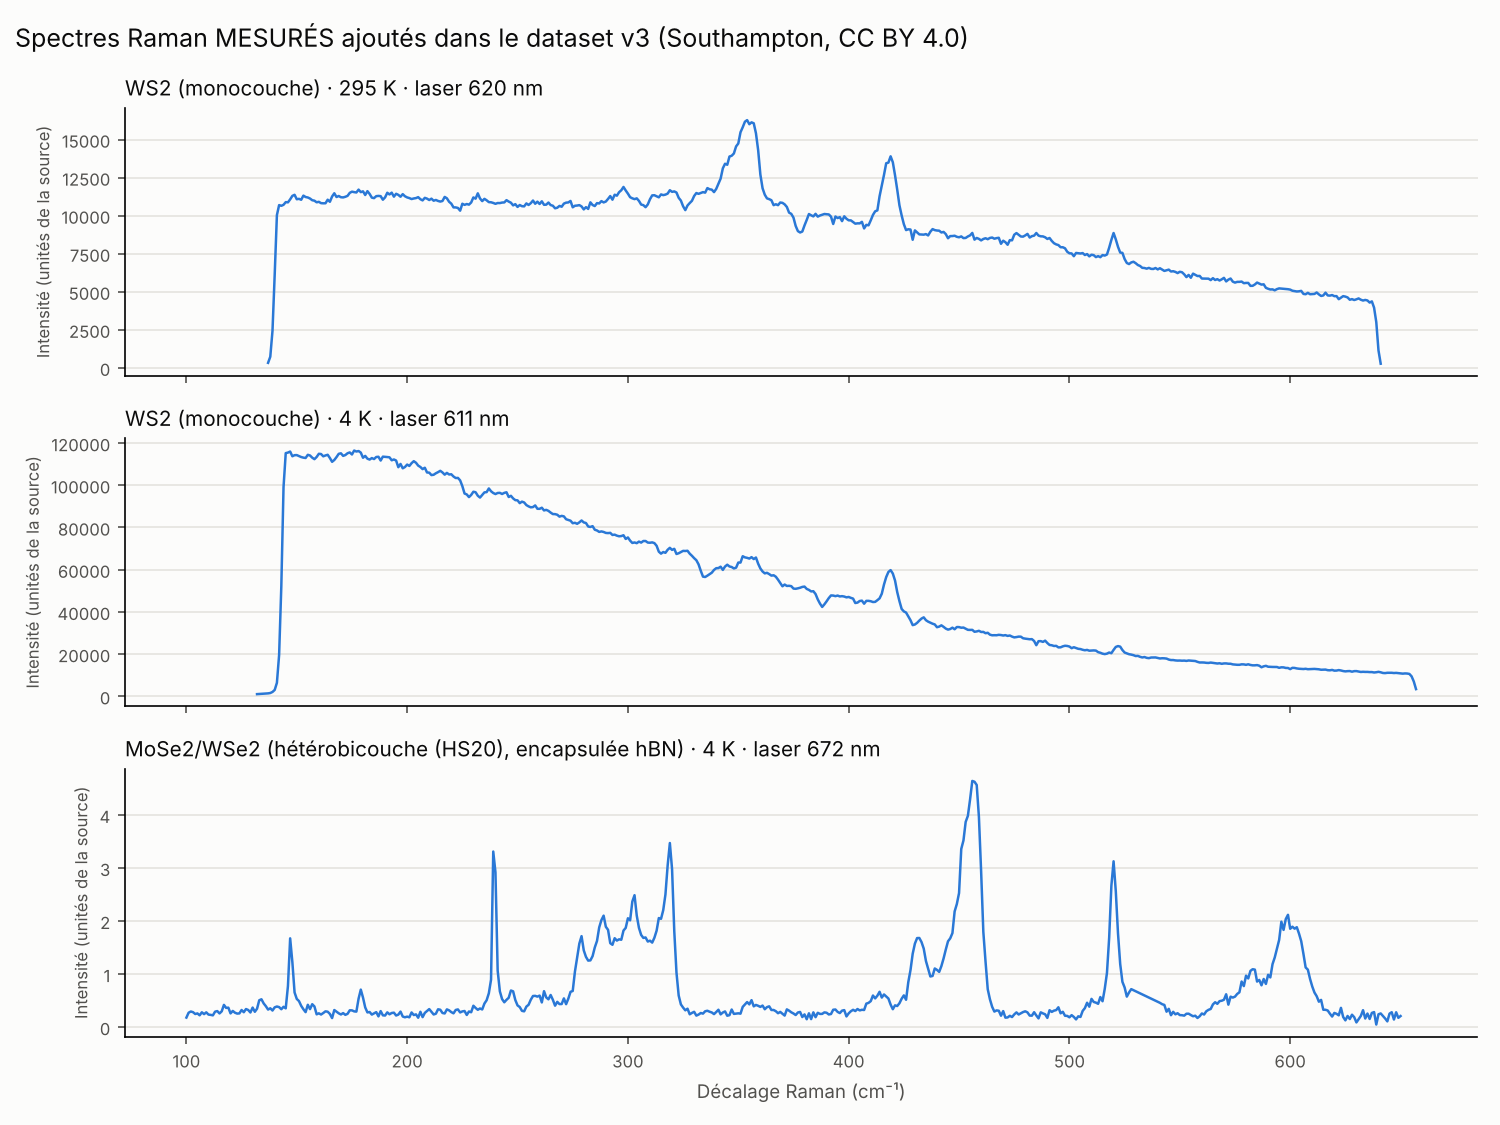 Spectres Raman MESURÉS ajoutés dans le dataset v3 (Southampton, CC BY 4.0)
WS2 (monocouche) · 295 K · laser 620 nm
Intensité (unités de la source)
15000
12500
10000
7500
5000
2500
0
WS2 (monocouche) · 4 K · laser 611 nm
Intensité (unités de la source)
120000
100000
80000
60000
40000
20000
0
MoSe2/WSe2 (hétérobicouche (HS20), encapsulée hBN) · 4 K · laser 672 nm
Intensité (unités de la source)
4
3
2
1
0
100 200 300 400 500 600
Décalage Raman (cm⁻¹)